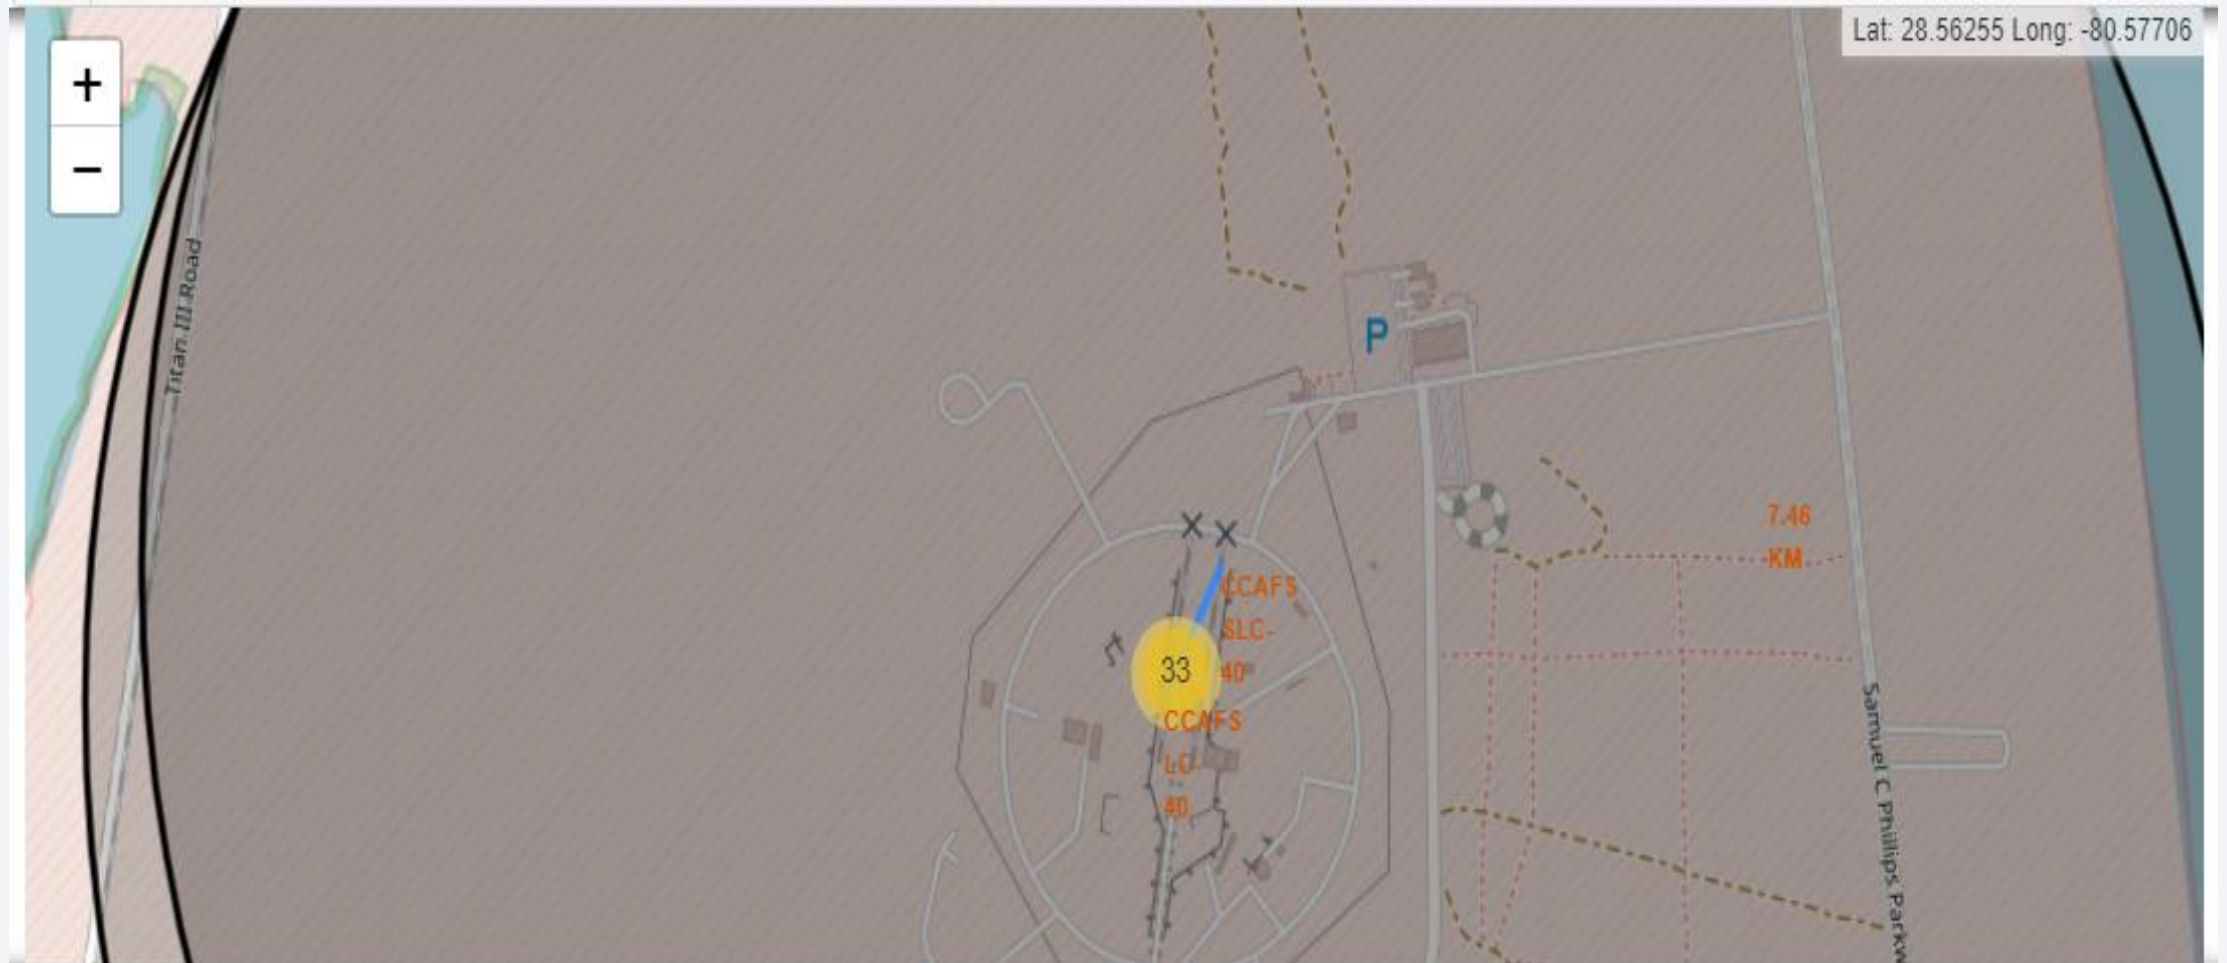 Lat: 28.56255 Long: -80.57706
+
−
Titan III Road
P
7.46
KM
CCAFS
SLC-
40
33
CCAFS
LC-
40
Samuel C Phillips Parkw